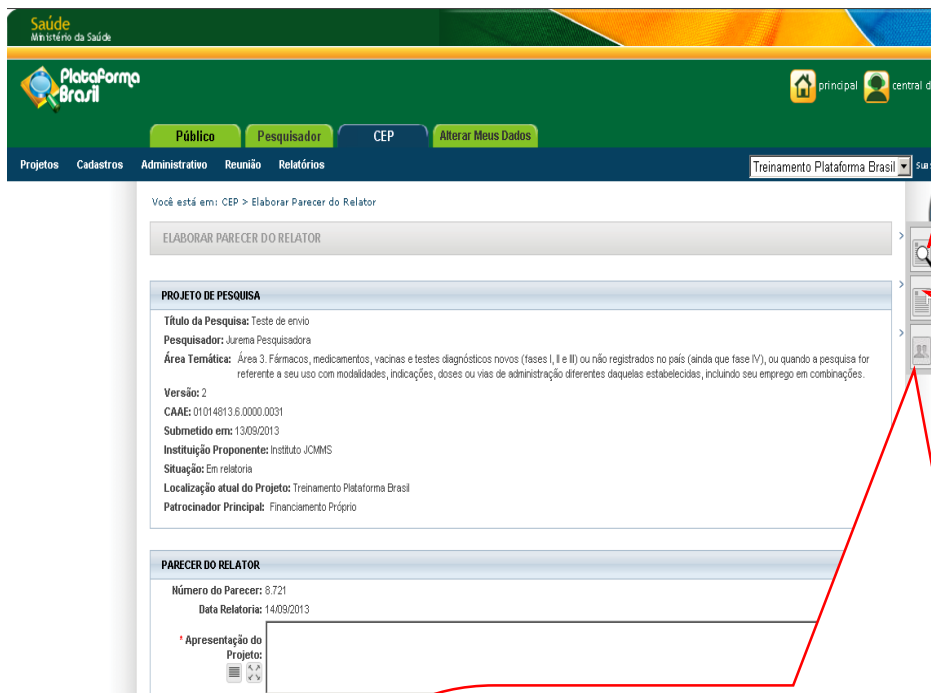 Saúde
Ministério da Saúde
Plataforma
Brasil
principal central d
Público Pesquisador CEP Alterar Meus Dados
Projetos Cadastros Administrativo Reunião Relatórios Treinamento Plataforma Brasil Sua
Você está em: CEP > Elaborar Parecer do Relator
ELABORAR PARECER DO RELATOR
PROJETO DE PESQUISA
Título da Pesquisa: Teste de envio
Pesquisador: Jurema Pesquisadora
Área Temática: Área 3. Fármacos, medicamentos, vacinas e testes diagnósticos novos (fases I, II e III) ou não registrados no país (ainda que fase IV), ou quando a pesquisa for
referente a seu uso com modalidades, indicações, doses ou vias de administração diferentes daquelas estabelecidas, incluindo seu emprego em combinações.
Versão: 2
CAAE: 01014813.6.0000.0031
Submetido em: 13/09/2013
Instituição Proponente: Instituto JCMMS
Situação: Em relatoria
Localização atual do Projeto: Treinamento Plataforma Brasil
Patrocinador Principal: Financiamento Próprio
PARECER DO RELATOR
Número do Parecer: 8.721
Data Relatoria: 14/09/2013
* Apresentação do
Projeto: